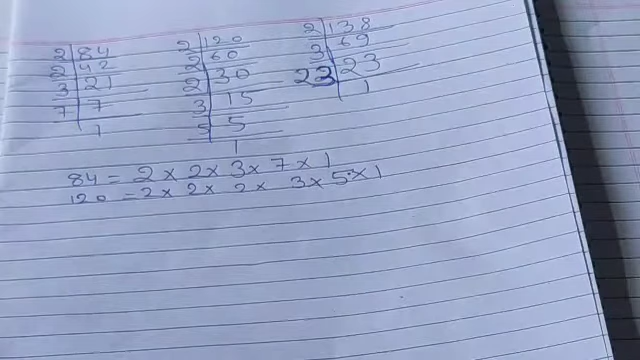 2 | 84
2 | 42
3 | 21
7 | 7
1
2 | 120
2 | 60
2 | 30
3 | 15
5 | 5
1
2 | 138
3 | 69
23 | 23
1
84 = 2 × 2 × 3 × 7 × 1
120 = 2 × 2 × 2 × 3 × 5 × 1